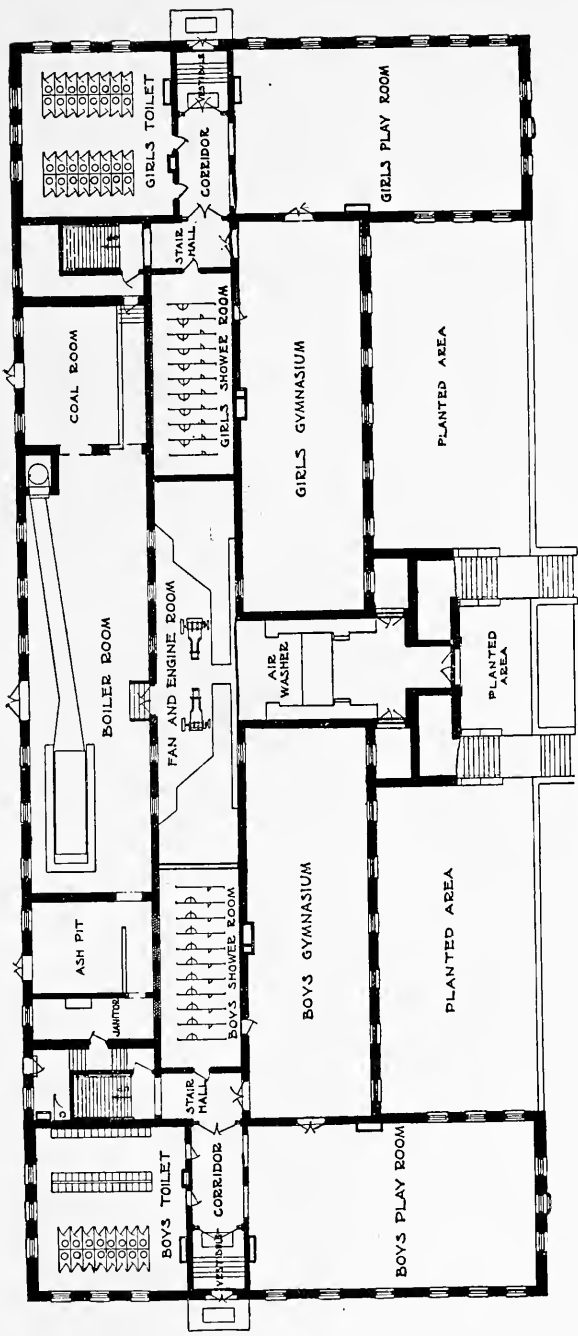 GIRLS TOILET
VESTIBULE
CORRIDOR
STAIR
HALL
GIRLS PLAY ROOM
COAL ROOM
GIRLS SHOWER ROOM
GIRLS GYMNASIUM
PLANTED AREA
BOILER ROOM
FAN AND ENGINE ROOM
AIR
WASHER
PLANTED
AREA
ASH PIT
JANITOR
BOYS SHOWER ROOM
BOYS GYMNASIUM
PLANTED AREA
STAIR
HALL
BOYS TOILET
CORRIDOR
VESTIBULE
BOYS PLAY ROOM